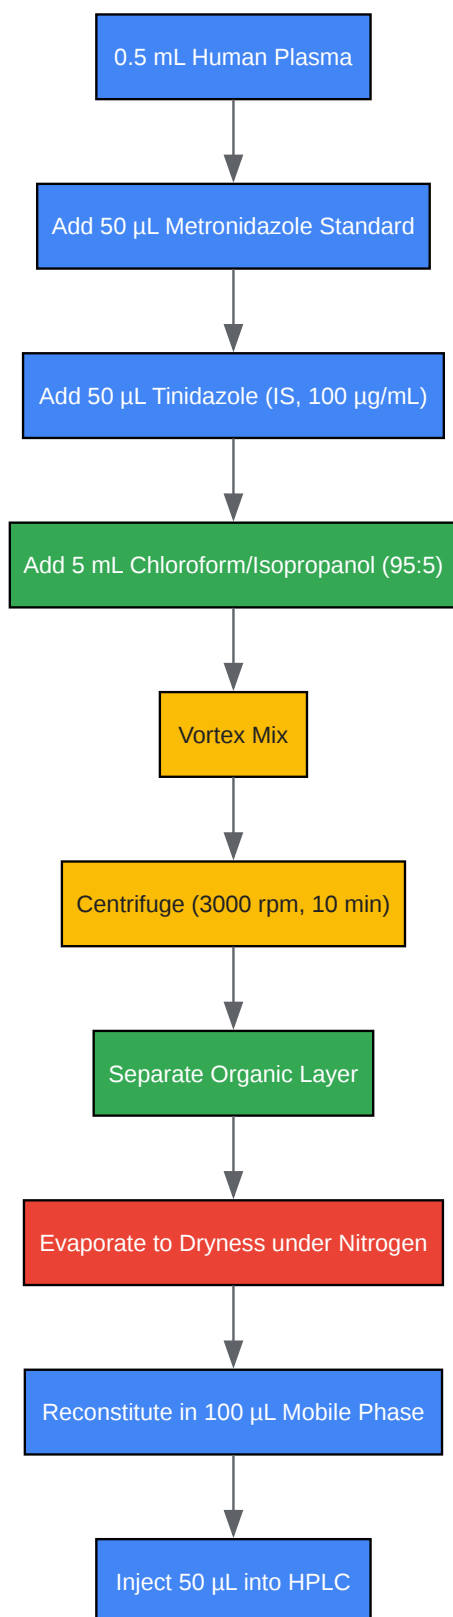 0.5 mL Human Plasma
Add 50 µL Metronidazole Standard
Add 50 µL Tinidazole (IS, 100 µg/mL)
Add 5 mL Chloroform/Isopropanol (95:5)
Vortex Mix
Centrifuge (3000 rpm, 10 min)
Separate Organic Layer
Evaporate to Dryness under Nitrogen
Reconstitute in 100 µL Mobile Phase
Inject 50 µL into HPLC